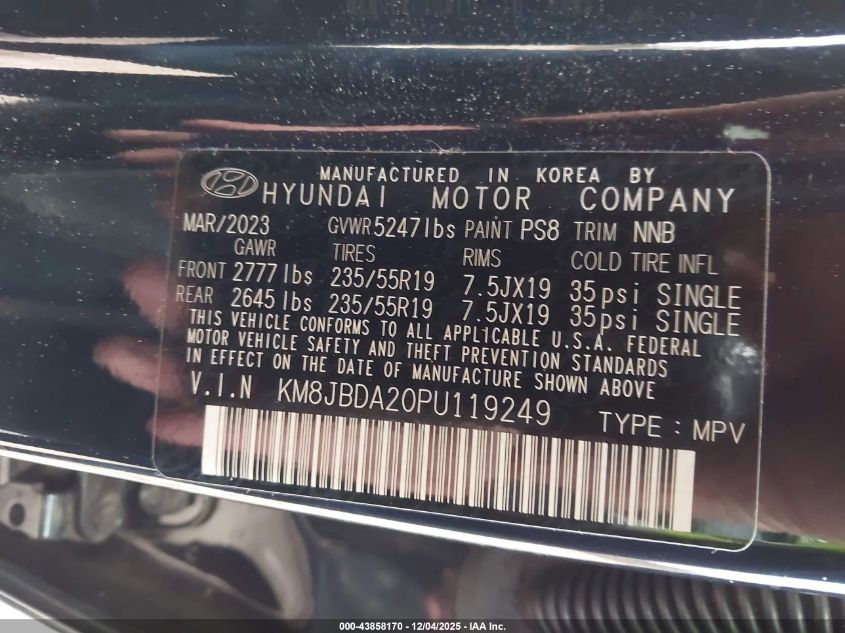 MANUFACTURED IN KOREA BY
HYUNDAI MOTOR COMPANY
MAR/2023 GVWR 5247lbs PAINT PS8 TRIM NNB
GAWR TIRES RIMS COLD TIRE INFL
FRONT 2777lbs 235/55R19 7.5JX19 35psi SINGLE
REAR 2645lbs 235/55R19 7.5JX19 35psi SINGLE
THIS VEHICLE CONFORMS TO ALL APPLICABLE U.S.A. FEDERAL
MOTOR VEHICLE SAFETY AND THEFT PREVENTION STANDARDS
IN EFFECT ON THE DATE OF MANUFACTURE SHOWN ABOVE
V.I.N KM8JBDA20PU119249 TYPE : MPV
000-43858170 - 12/04/2025 - IAA Inc.